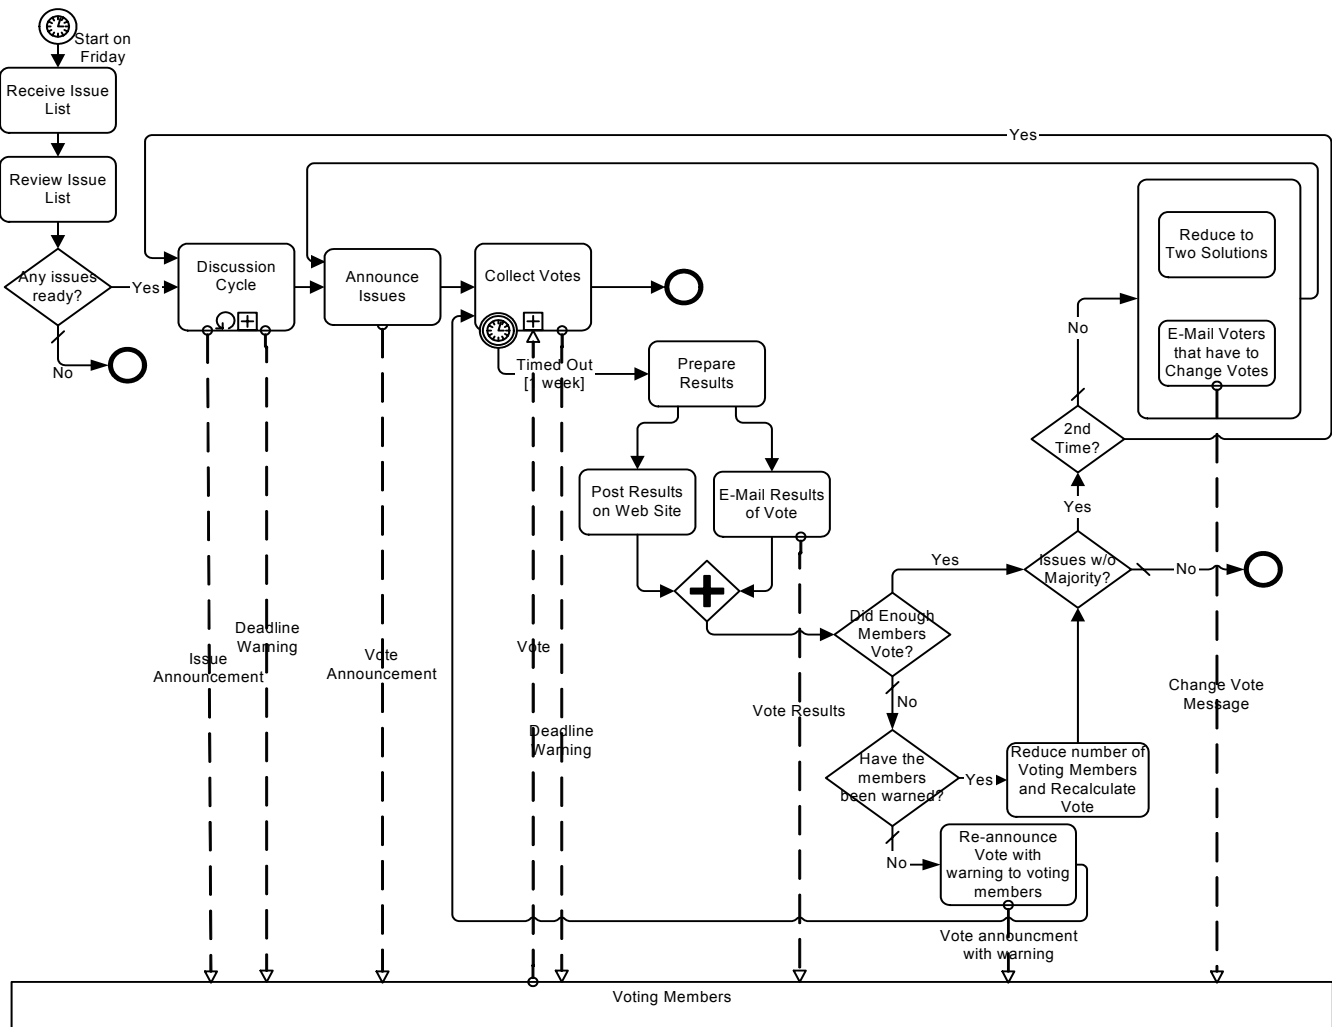 Start on
Friday
Receive Issue
List
Review Issue
List
Any issues
ready?
Yes
No
Discussion
Cycle
Announce
Issues
Collect Votes
Timed Out
[1 week]
Prepare
Results
Post Results
on Web Site
E-Mail Results
of Vote
Did Enough
Members
Vote?
Yes
No
Have the
members
been warned?
Yes
No
Reduce number of
Voting Members
and Recalculate
Vote
Re-announce
Vote with
warning to voting
members
Issues w/o
Majority?
Yes
No
2nd
Time?
No
Yes
Reduce to
Two Solutions
E-Mail Voters
that have to
Change Votes
Issue
Announcement
Deadline
Warning
Vote
Announcement
Vote
Deadline
Warning
Vote Results
Vote announcment
with warning
Change Vote
Message
Voting Members